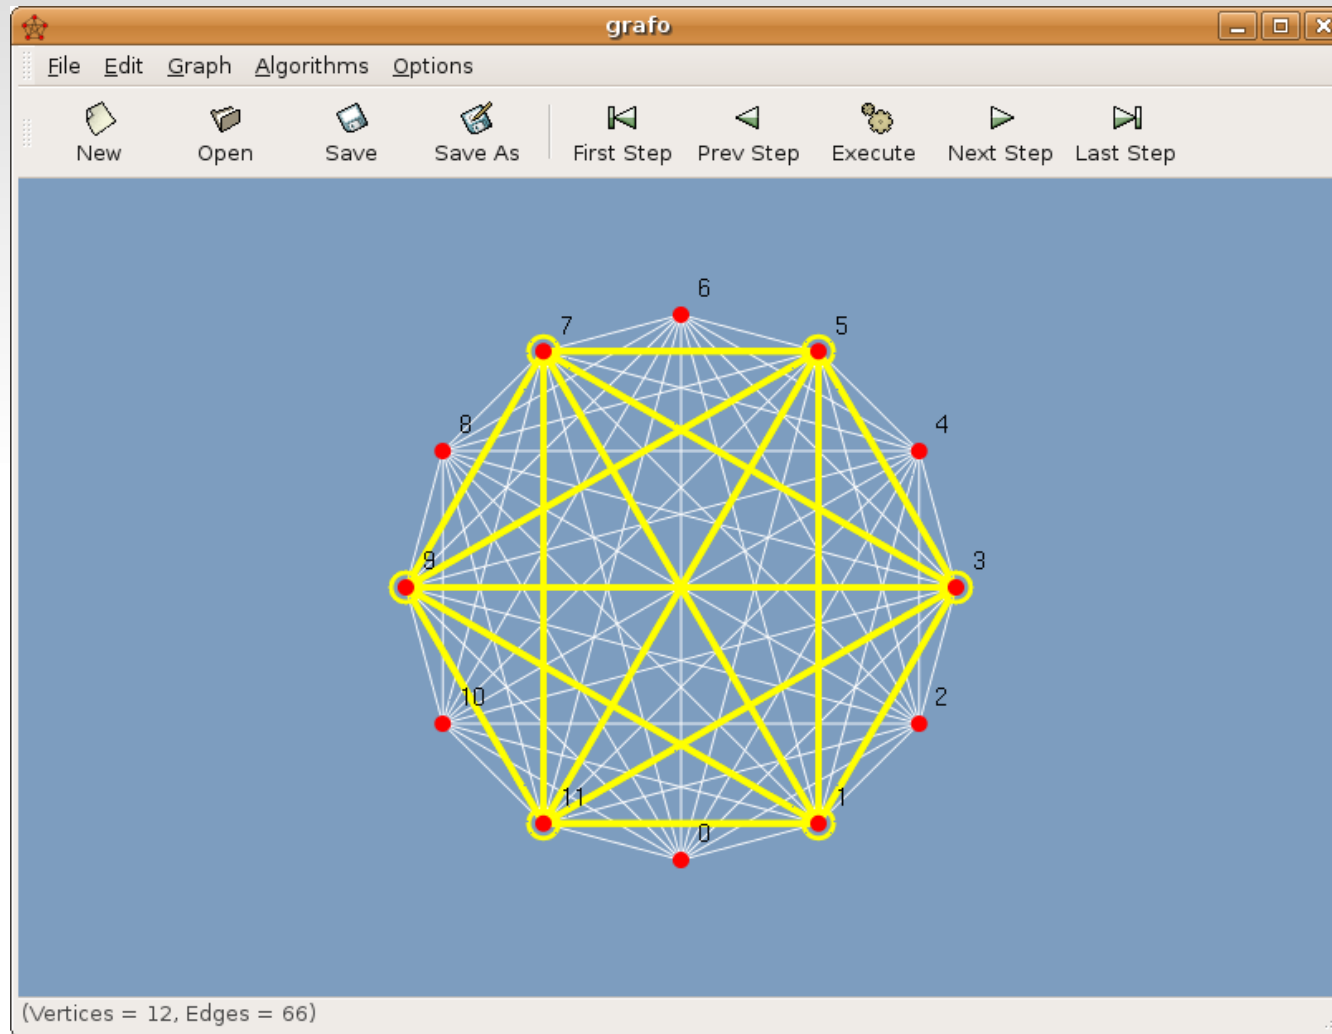 grafo
File Edit Graph Algorithms Options
New Open Save Save As First Step Prev Step Execute Next Step Last Step
6
7 5
8 4
9 3
10 2
11 1
0
(Vertices = 12, Edges = 66)